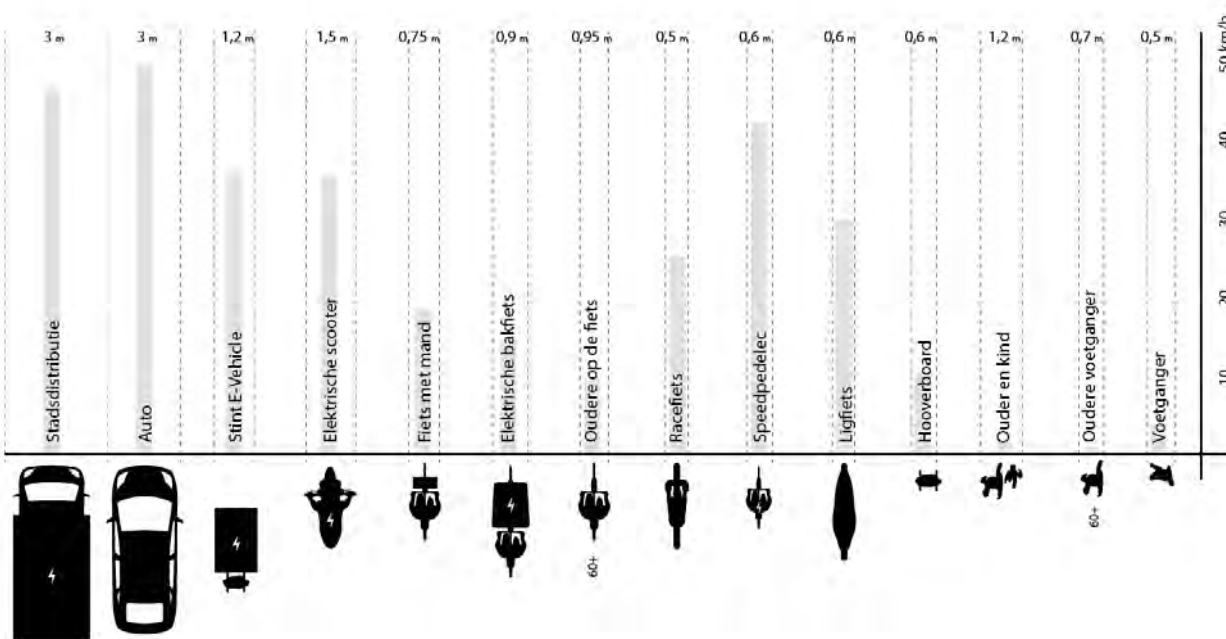 3 m
3 m
1,2 m
1,5 m
0,75 m
0,9 m
0,95 m
0,5 m
0,6 m
0,6 m
0,6 m
1,2 m
0,7 m
0,5 m
50 km/h
40
30
20
10
Stadsdistributie
Auto
Stint E-Vehicle
Elektrische scooter
Fiets met mand
Elektrische bakfiets
Oudere op de fiets
Racefiets
Speedpedelec
Ligfiets
Hooverboard
Ouder en kind
Oudere voetganger
Voetganger
60+
60+